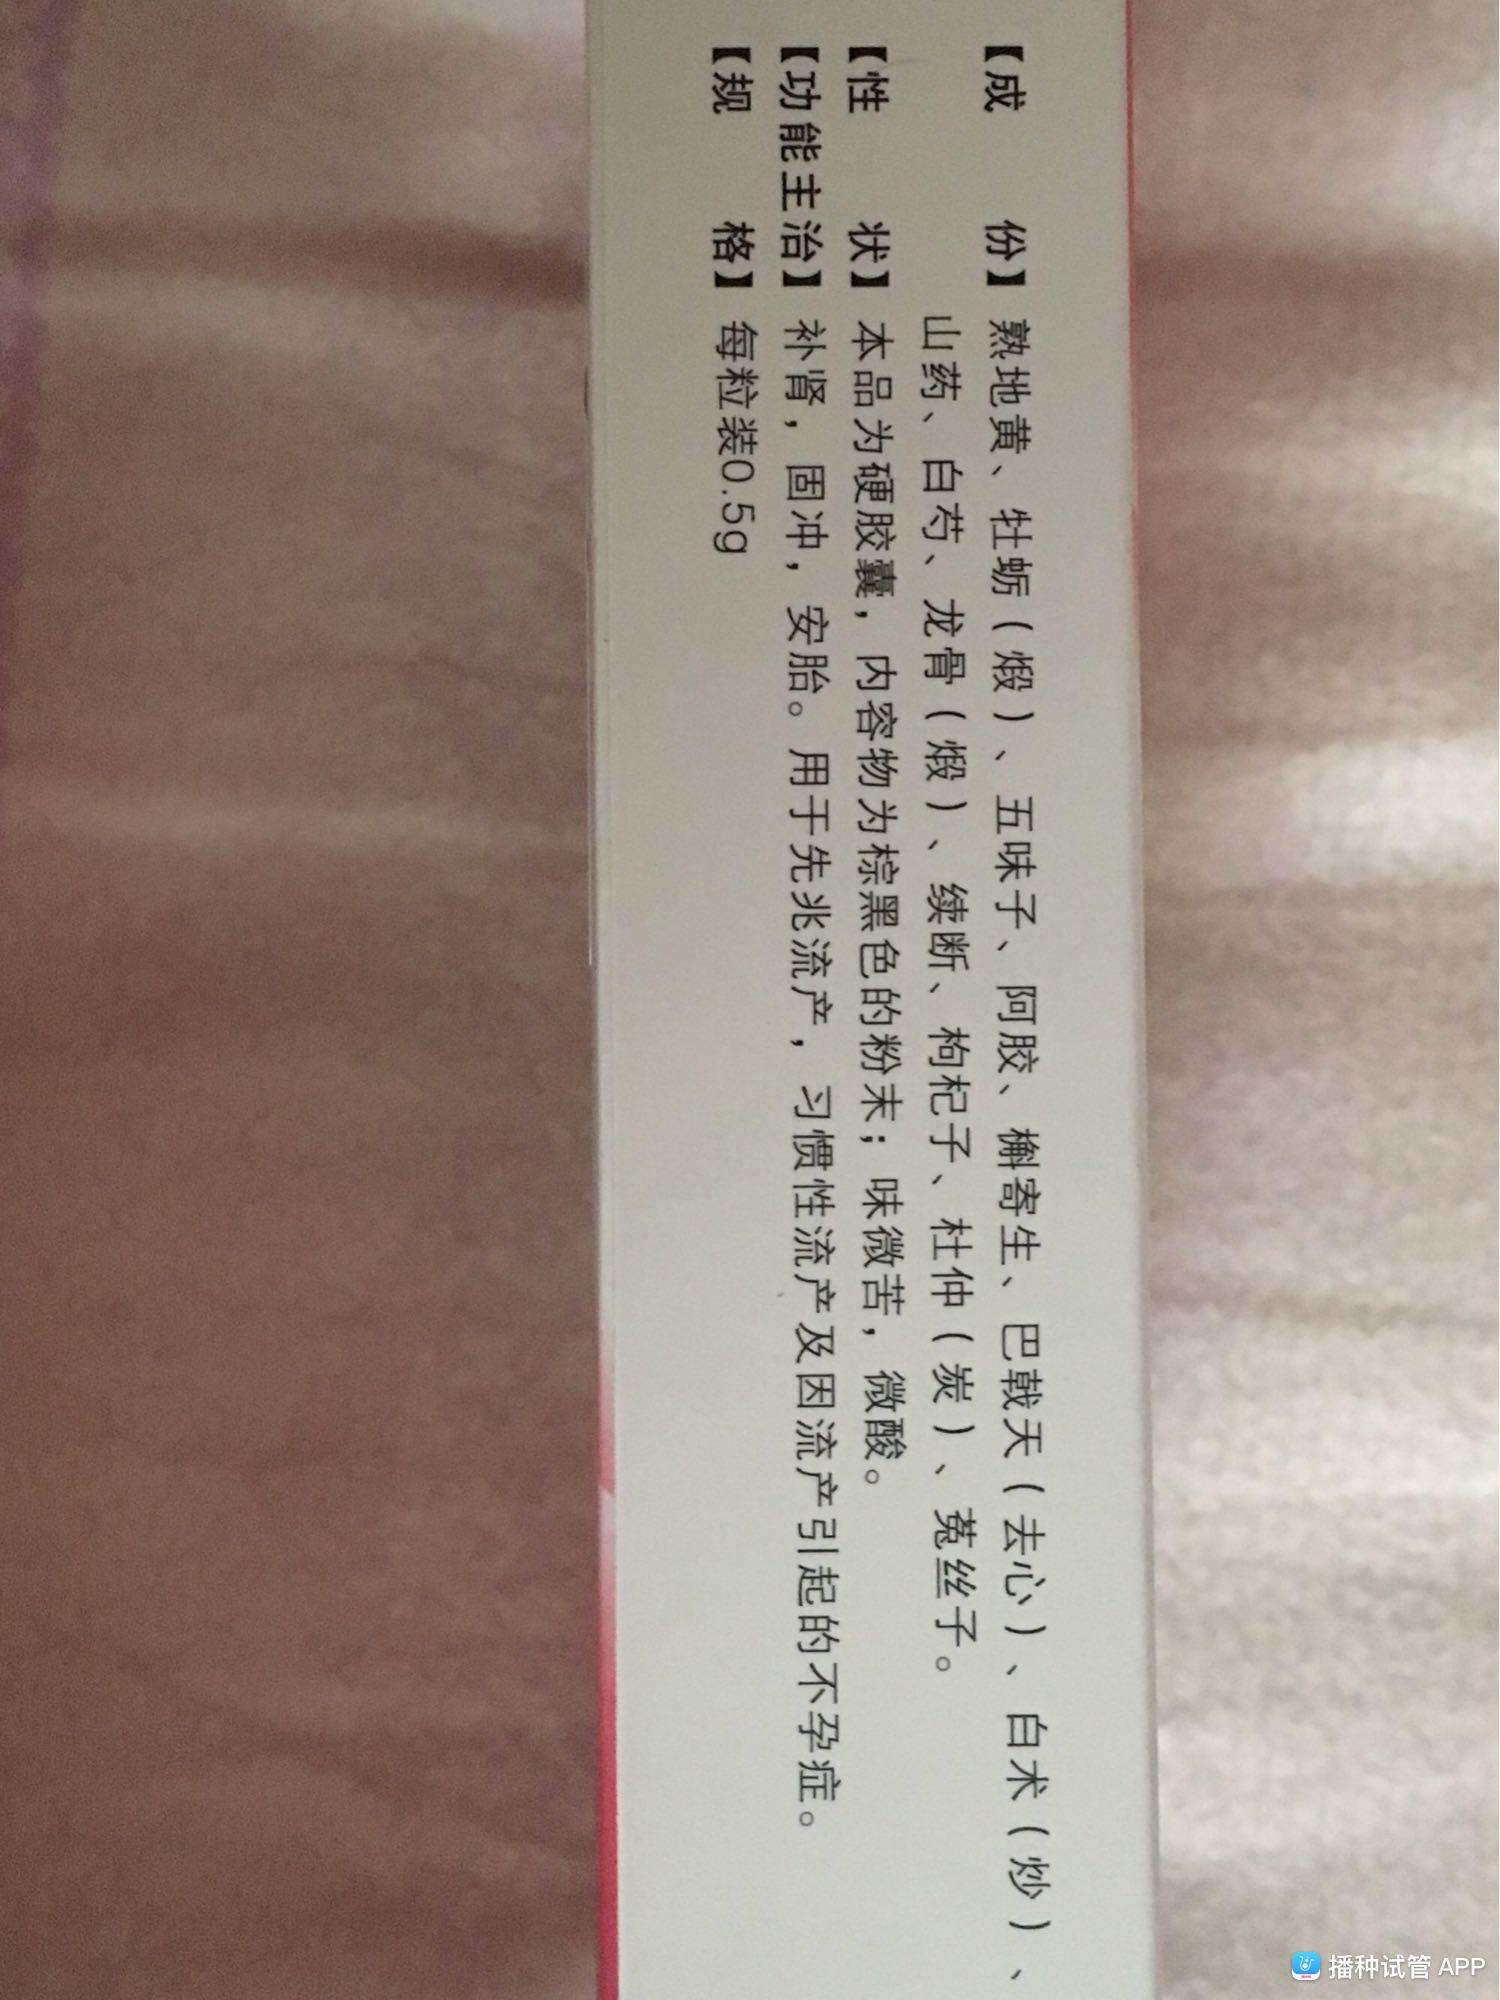 【成份】熟地黄、牡蛎(煅)、五味子、阿胶、槲寄生、巴戟天(去心)、白术(炒)、
山药、白芍、龙骨(煅)、续断、枸杞子、杜仲(炭)、菟丝子。
【性状】本品为硬胶囊，内容物为棕黑色的粉末；味微苦，微酸。
【功能主治】补肾，固冲，安胎。用于先兆流产，习惯性流产及因流产引起的不孕症。
【规格】每粒装0.5g
播种试管 APP